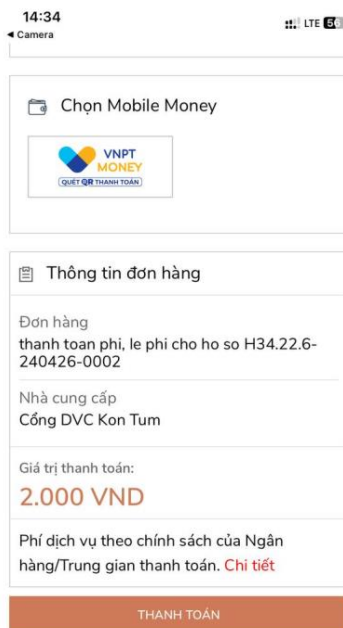 14:34
LTE 56
◀ Camera
Chọn Mobile Money
VNPT
MONEY
QUÉT QR THANH TOÁN
Thông tin đơn hàng
Đơn hàng
thanh toan phi, le phi cho ho so H34.22.6-
240426-0002
Nhà cung cấp
Cổng DVC Kon Tum
Giá trị thanh toán:
2.000 VND
Phí dịch vụ theo chính sách của Ngân
hàng/Trung gian thanh toán. Chi tiết
THANH TOÁN